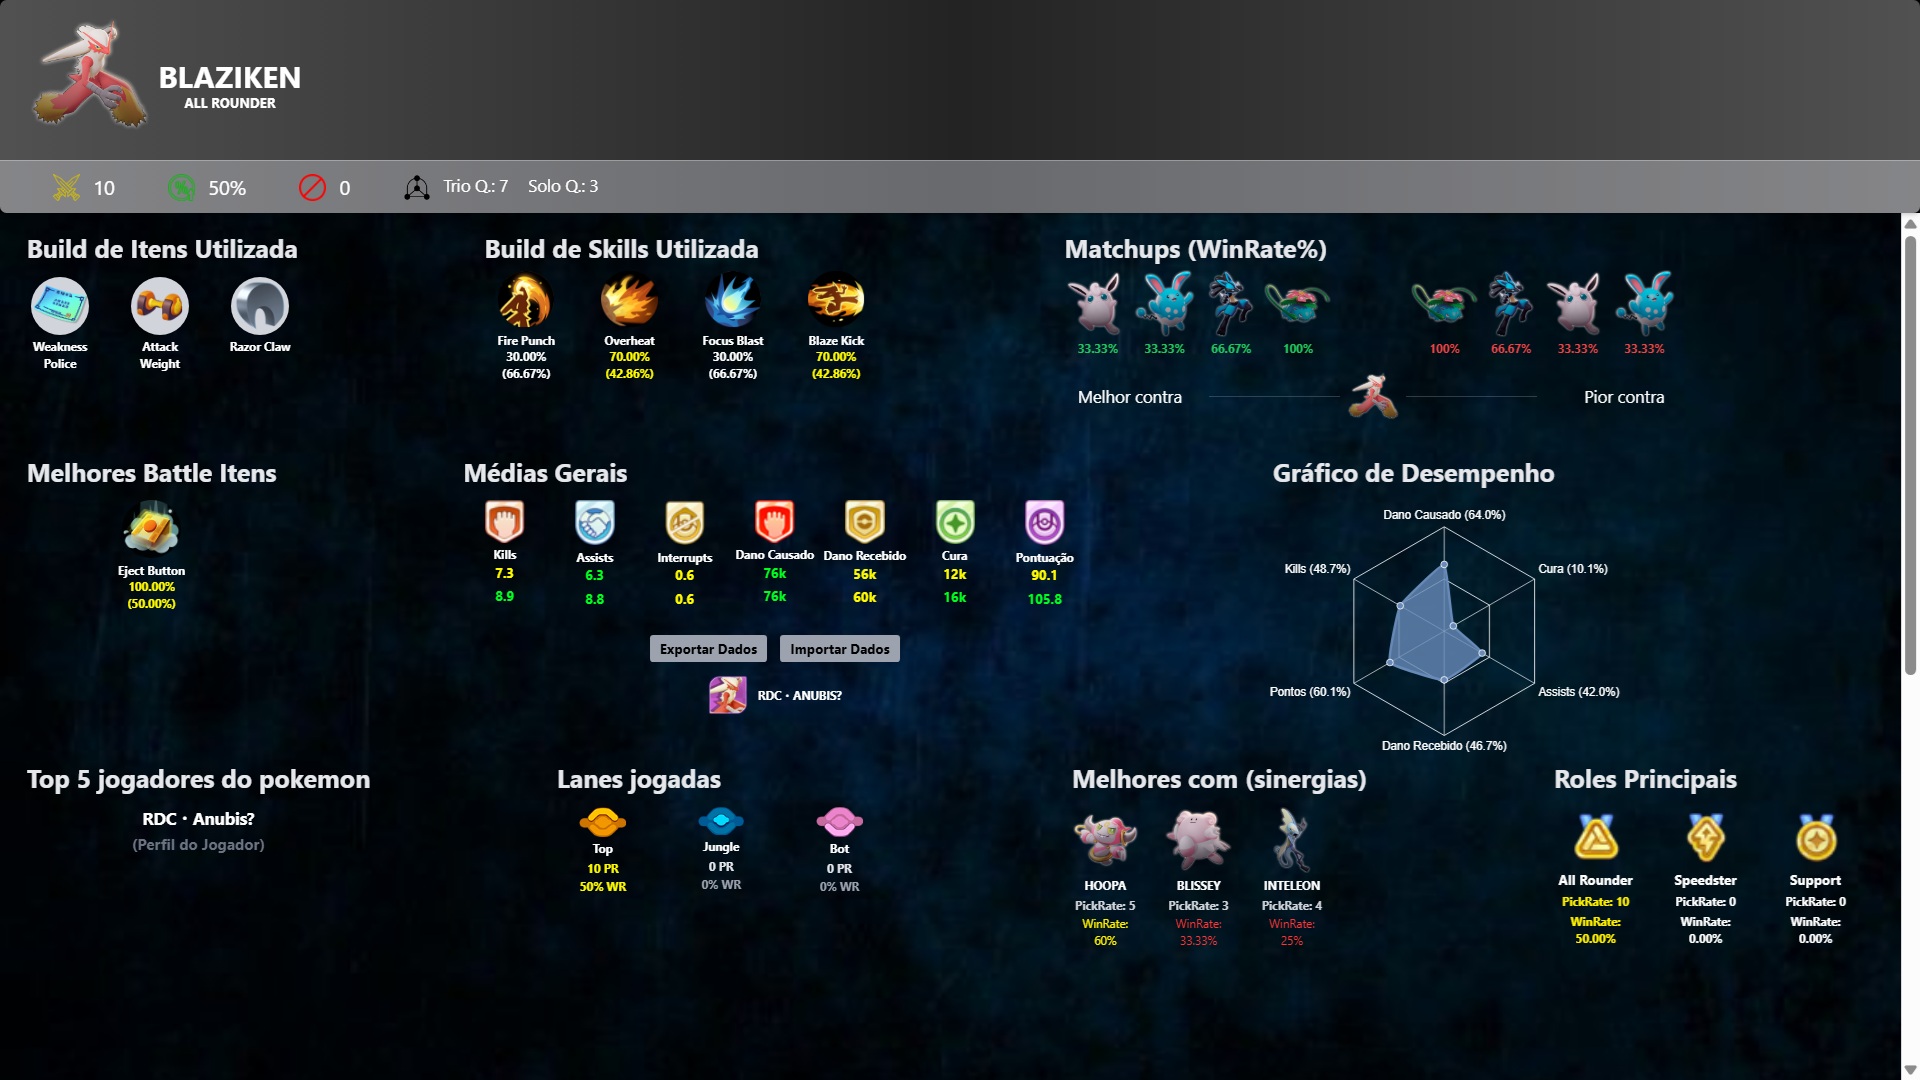 BLAZIKEN
ALL ROUNDER
10
50%
0
Trio Q.: 7
Solo Q.: 3
Build de Itens Utilizada
Weakness
Police
Attack
Weight
Razor Claw
Build de Skills Utilizada
Fire Punch
30.00%
(66.67%)
Overheat
70.00%
(42.86%)
Focus Blast
30.00%
(66.67%)
Blaze Kick
70.00%
(42.86%)
Matchups (WinRate%)
33.33%
33.33%
66.67%
100%
100%
66.67%
33.33%
33.33%
Melhor contra
Pior contra
Melhores Battle Itens
Eject Button
100.00%
(50.00%)
Médias Gerais
Kills
7.3
8.9
Assists
6.3
8.8
Interrupts
0.6
0.6
Dano Causado
76k
76k
Dano Recebido
56k
60k
Cura
12k
16k
Pontuação
90.1
105.8
Exportar Dados
Importar Dados
RDC • ANUBIS?
Gráfico de Desempenho
Dano Causado (64.0%)
Kills (48.7%)
Cura (10.1%)
Pontos (60.1%)
Assists (42.0%)
Dano Recebido (46.7%)
Top 5 jogadores do pokemon
RDC • Anubis?
(Perfil do Jogador)
Lanes jogadas
Top
10 PR
50% WR
Jungle
0 PR
0% WR
Bot
0 PR
0% WR
Melhores com (sinergias)
HOOPA
PickRate: 5
WinRate:
60%
BLISSEY
PickRate: 3
WinRate:
33.33%
INTELEON
PickRate: 4
WinRate:
25%
Roles Principais
All Rounder
PickRate: 10
WinRate:
50.00%
Speedster
PickRate: 0
WinRate:
0.00%
Support
PickRate: 0
WinRate:
0.00%